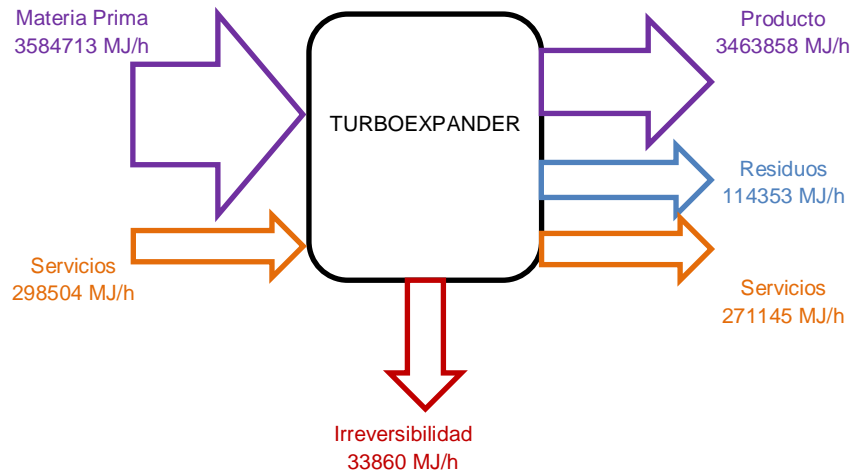 Materia Prima
3584713 MJ/h
Producto
3463858 MJ/h
TURBOEXPANDER
Residuos
114353 MJ/h
Servicios
298504 MJ/h
Servicios
271145 MJ/h
Irreversibilidad
33860 MJ/h